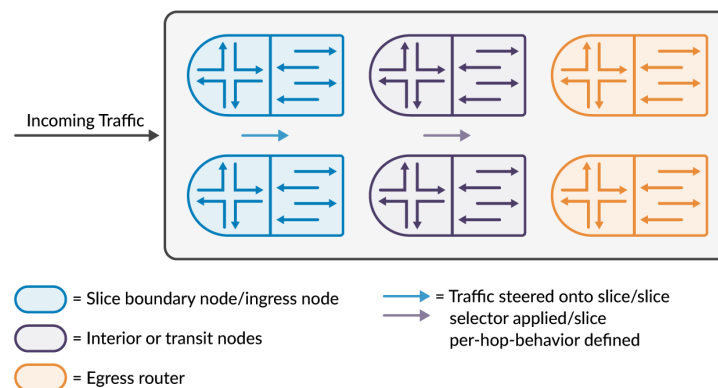 Incoming Traffic
= Slice boundary node/ingress node
= Interior or transit nodes
= Egress router
= Traffic steered onto slice/slice
selector applied/slice
per-hop-behavior defined